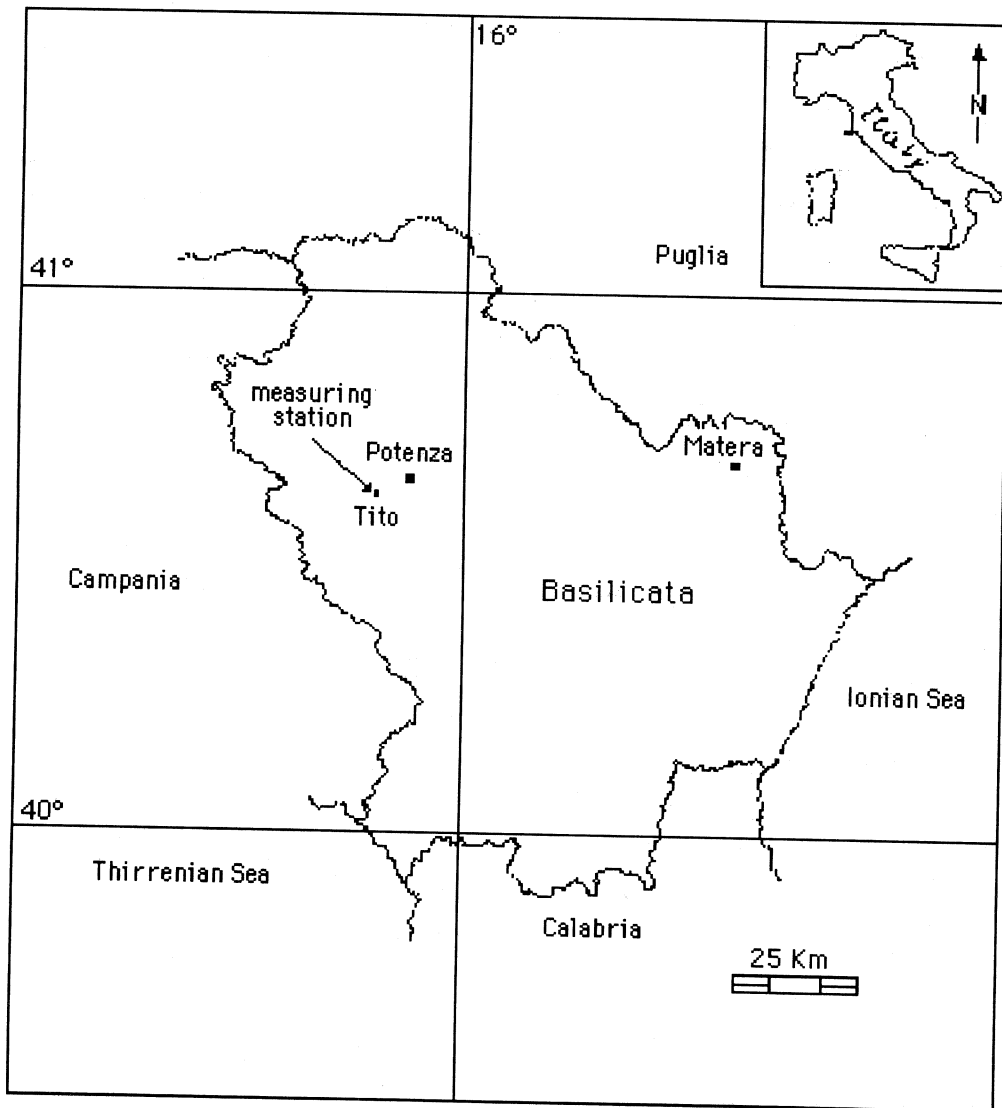 16°
Italy
N
Puglia
41°
measuring
station
Potenza
Matera
Tito
Campania
Basilicata
Ionian Sea
40°
Thirrenian Sea
Calabria
25 Km